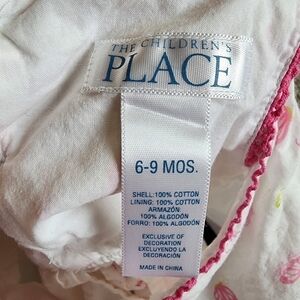 THE CHILDREN'S
PLACE
6-9 MOS.
SHELL: 100% COTTON
LINING: 100% COTTON
ARMAZÓN:
100% ALGODÓN
FORRO: 100% ALGODÓN
EXCLUSIVE OF
DECORATION
EXCLUYENDO LA
DECORACIÓN
MADE IN CHINA